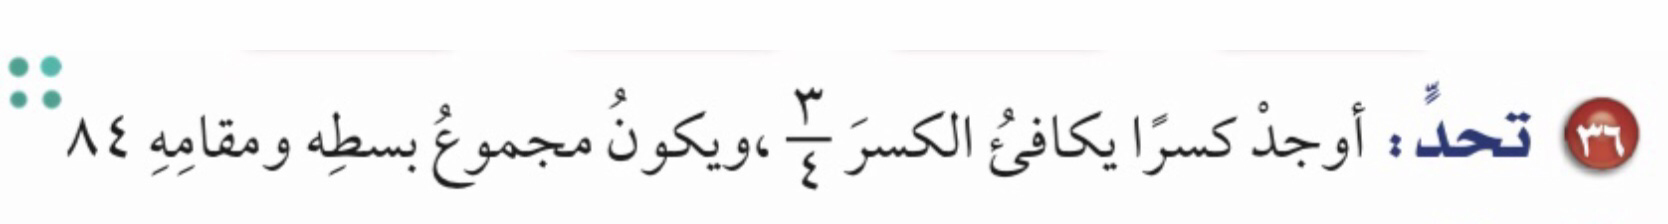 ٣٦ تحدٍّ: أوجدْ كسرًا يكافئُ الكسرَ ٣/٤ ،ويكونُ مجموعُ بسطِه ومقامِهِ ٨٤